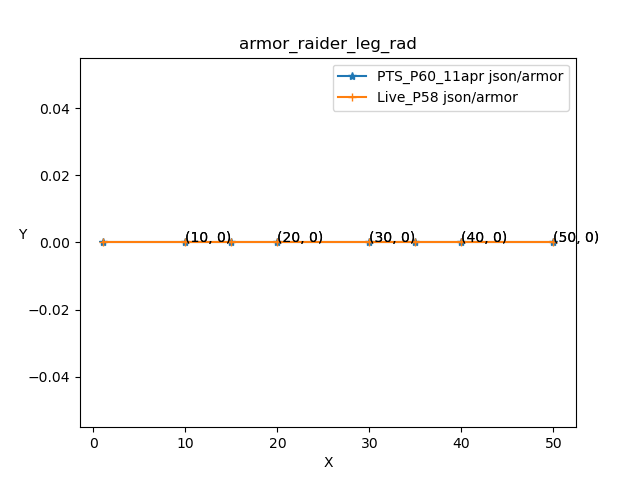 armor_raider_leg_rad
PTS_P60_11apr json/armor
Live_P58 json/armor
0.04
0.02
0.00
−0.02
−0.04
Y
(10, 0) (20, 0) (30, 0) (40, 0) (50, 0)
0 10 20 30 40 50
X